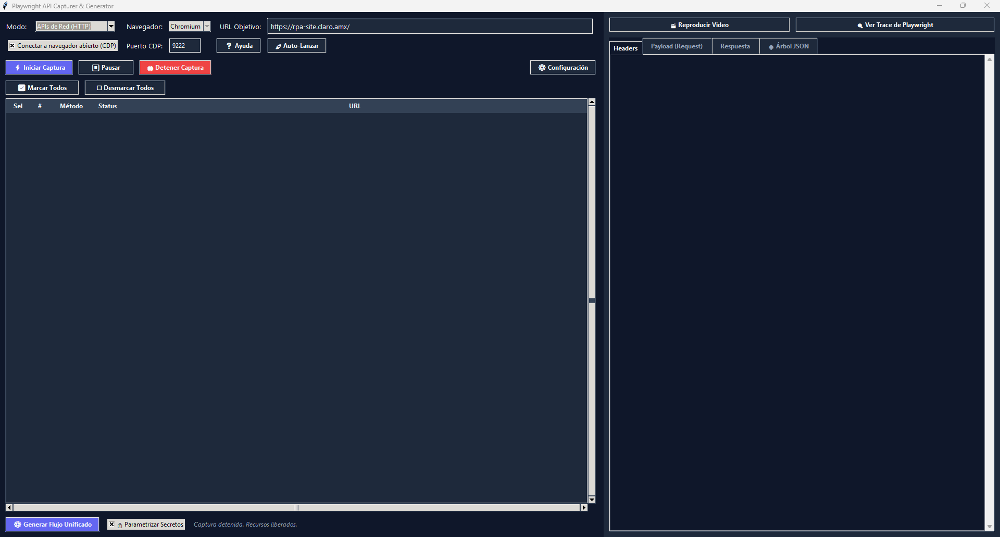 Playwright API Capturer & Generator
Modo: APIs de Red (HTTP) Navegador: Chromium URL Objetivo: https://rpa-site.claro.amx/
Conectar a navegador abierto (CDP) Puerto CDP: 9222 ? Ayuda Auto-Lanzar
Iniciar Captura Pausar Detener Captura Configuración
Marcar Todos Desmarcar Todos
Sel # Método Status URL
Generar Flujo Unificado Parametrizar Secretos Captura detenida. Recursos liberados.
Reproducir Video Ver Trace de Playwright
Headers Payload (Request) Respuesta Árbol JSON